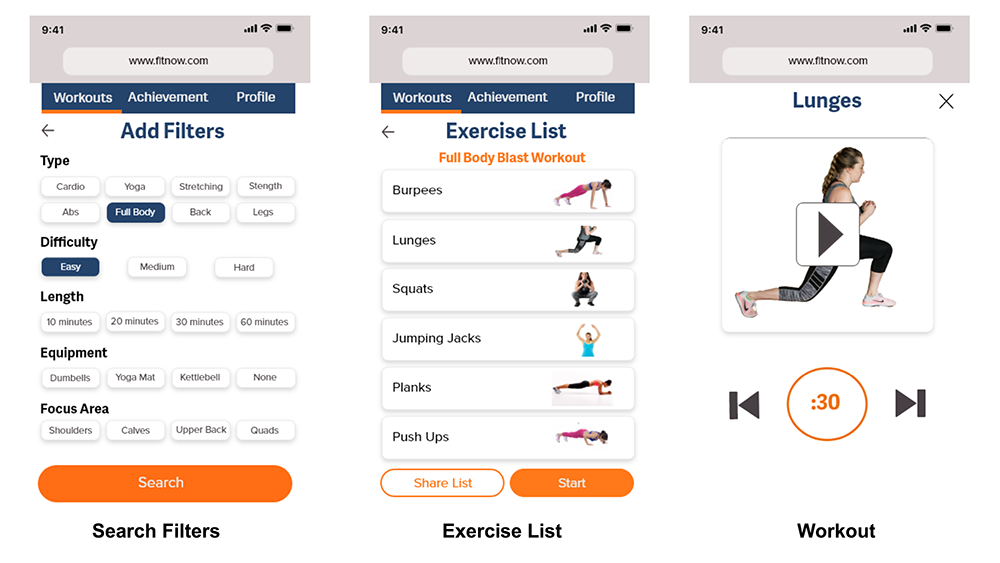 9:41
www.fitnow.com
Workouts Achievement Profile
Add Filters
Type
Cardio Yoga Stretching Stength
Abs Full Body Back Legs
Difficulty
Easy Medium Hard
Length
10 minutes 20 minutes 30 minutes 60 minutes
Equipment
Dumbells Yoga Mat Kettlebell None
Focus Area
Shoulders Calves Upper Back Quads
Search
Search Filters
9:41
www.fitnow.com
Workouts Achievement Profile
Exercise List
Full Body Blast Workout
Burpees
Lunges
Squats
Jumping Jacks
Planks
Push Ups
Share List Start
Exercise List
9:41
www.fitnow.com
Lunges
:30
Workout